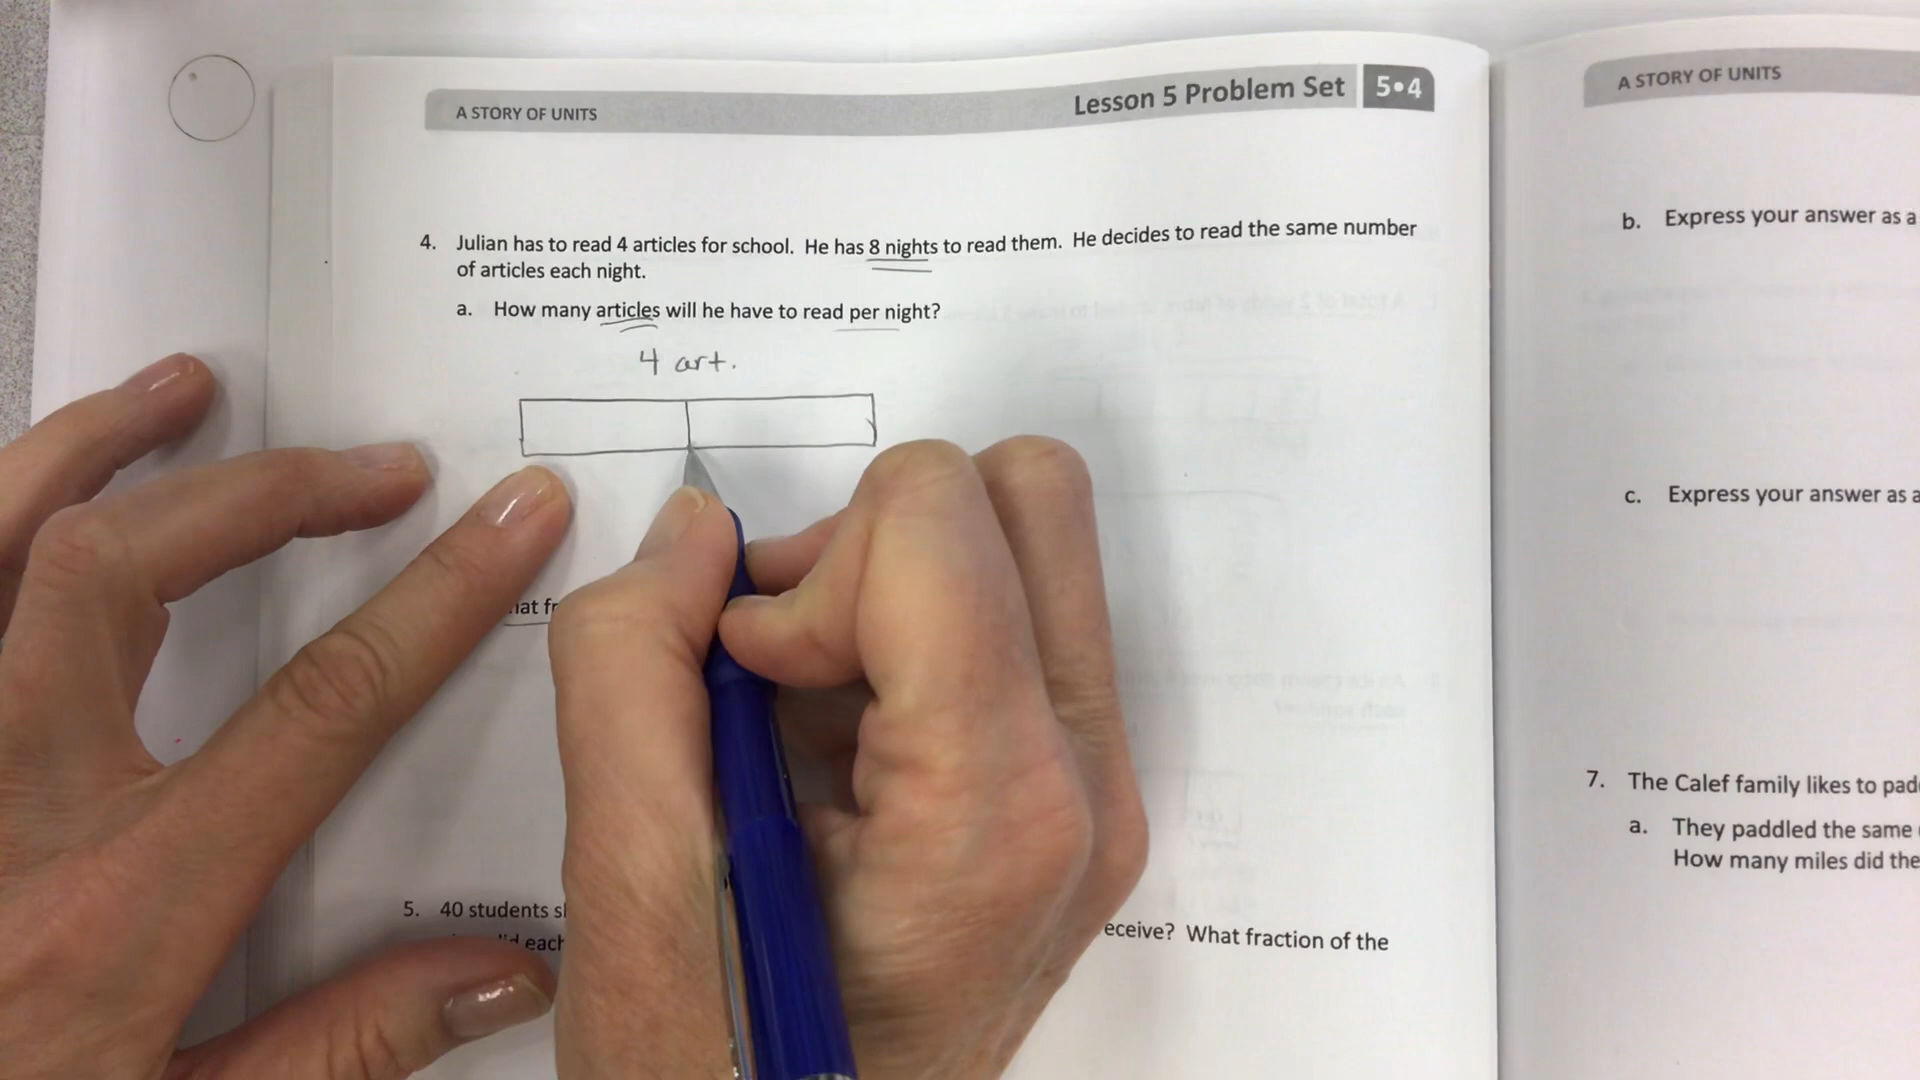 A STORY OF UNITS
Lesson 5 Problem Set 5•4
4. Julian has to read 4 articles for school. He has 8 nights to read them. He decides to read the same number
of articles each night.
a. How many articles will he have to read per night?
4 art.
5. 40 students
each
What fraction of the
A STORY OF UNITS
b. Express your answer as a
c. Express your answer as a
7. The Calef family likes to
a. They paddled the same
How many miles did